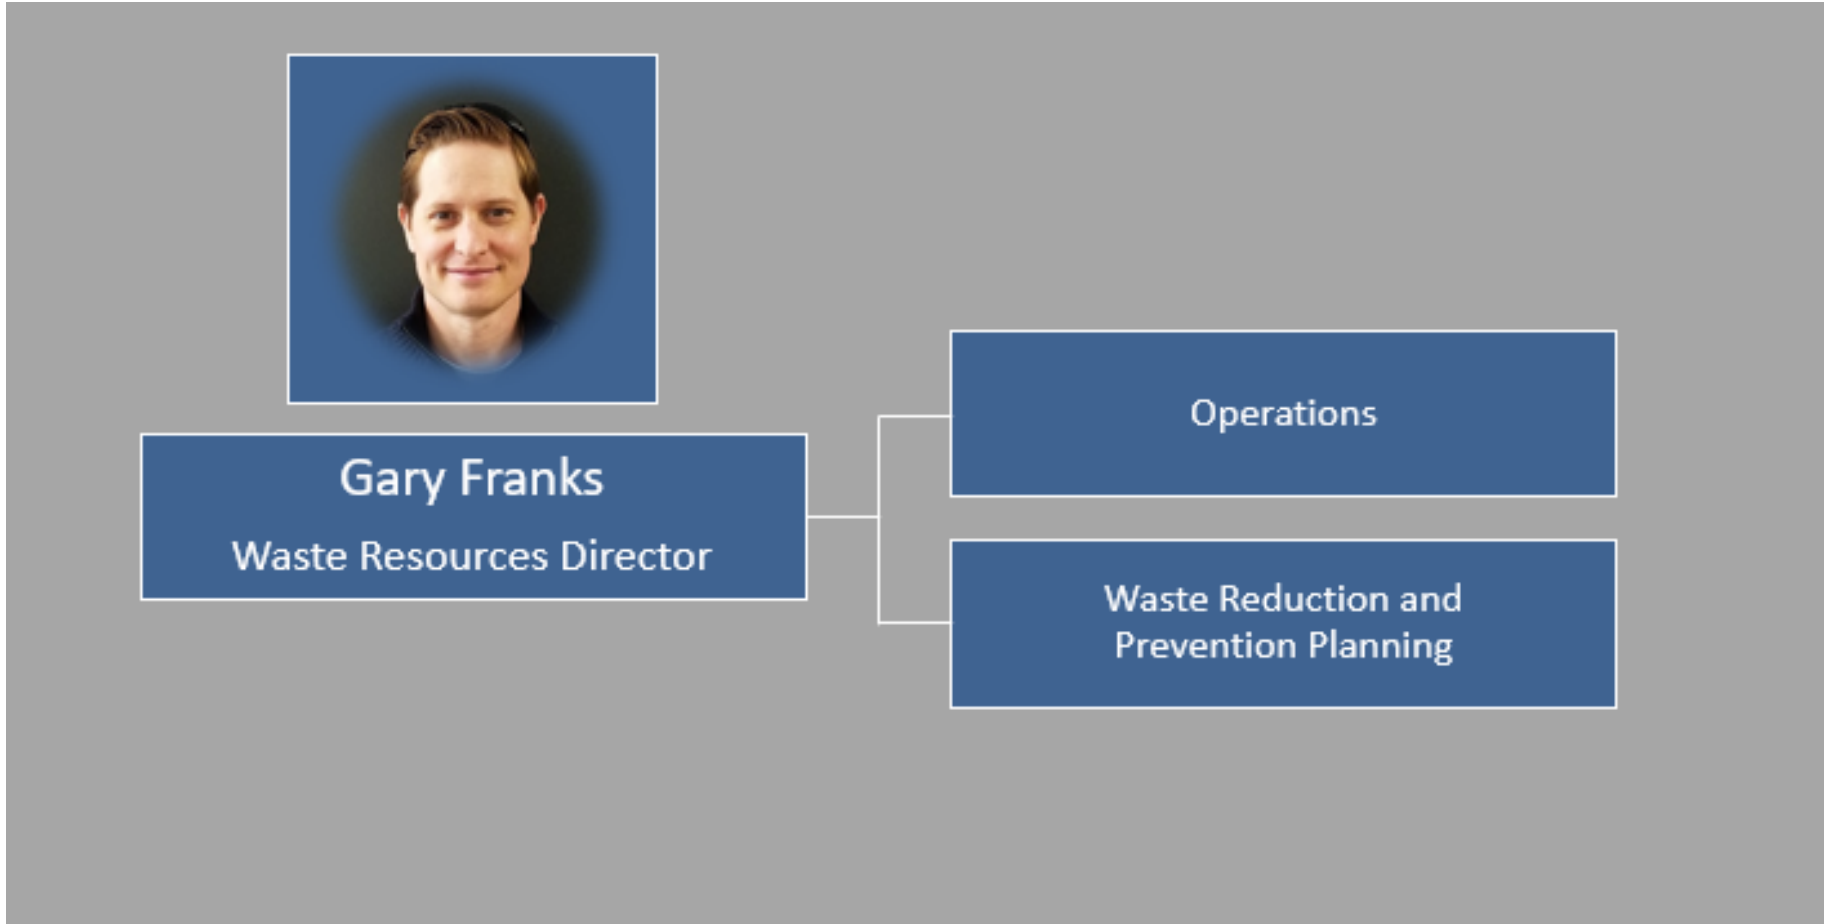 Gary Franks
Waste Resources Director
Operations
Waste Reduction and
Prevention Planning